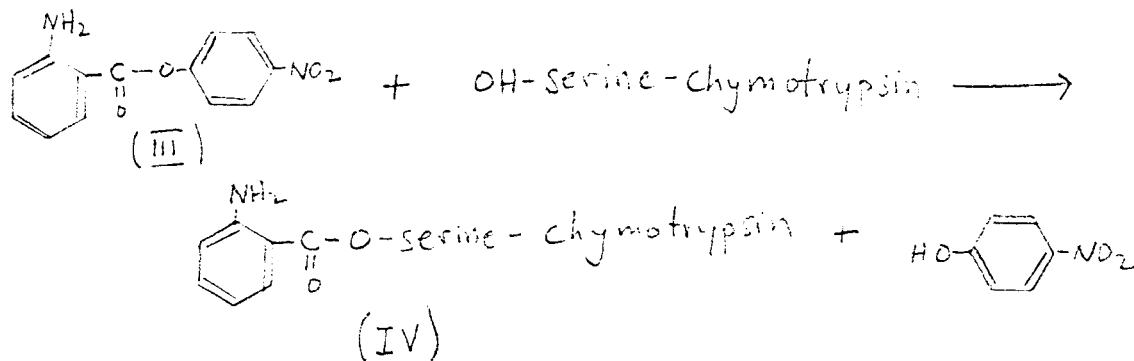 NH₂
C-O NO₂ + OH-serine-chymotrypsin ⟶
O
(III)
NH₂
C-O-serine-chymotrypsin + HO NO₂
O
(IV)